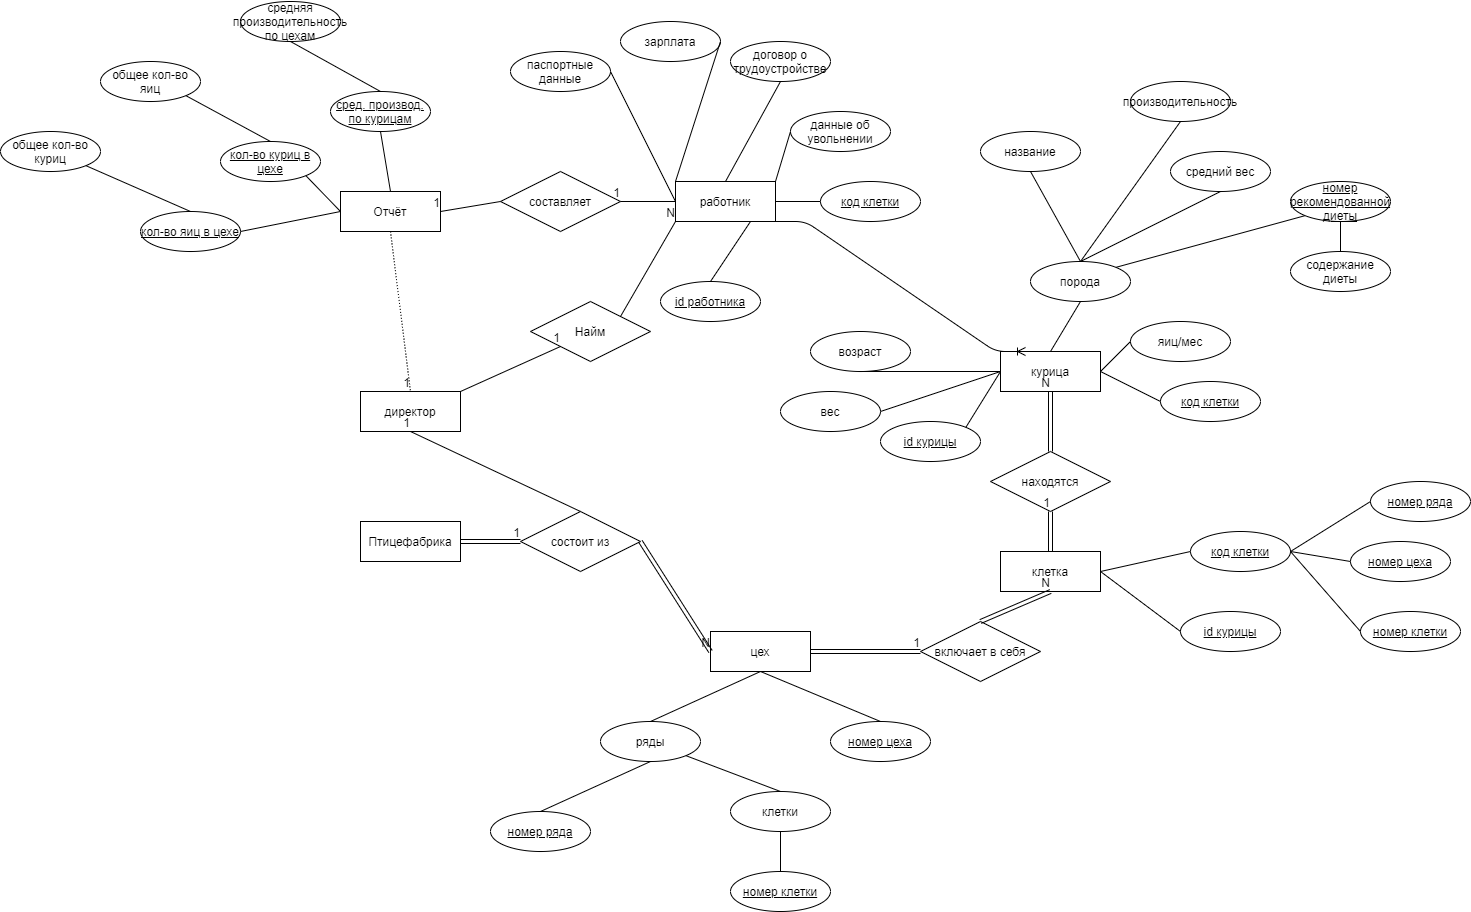 средняя
производительность
по цехам
зарплата
договор о
трудоустройстве
паспортные
данные
общее кол-во
яиц
сред. производ.
по курицам
производительность
данные об
увольнении
общее кол-во
куриц
кол-во куриц в
цехе
название
средний вес
номер
рекомендованной
диеты
Отчёт
1
составляет
1
N
работник
код клетки
кол-во яиц в цехе
содержание
диеты
порода
id работника
Найм
1
возраст
яиц/мес
курица
N
1
директор
1
вес
код клетки
id курицы
находятся
1
номер ряда
Птицефабрика
1
состоит из
код клетки
номер цеха
клетка
N
id курицы
номер клетки
N
цех
1
включает в себя
ряды
номер цеха
номер ряда
клетки
номер клетки